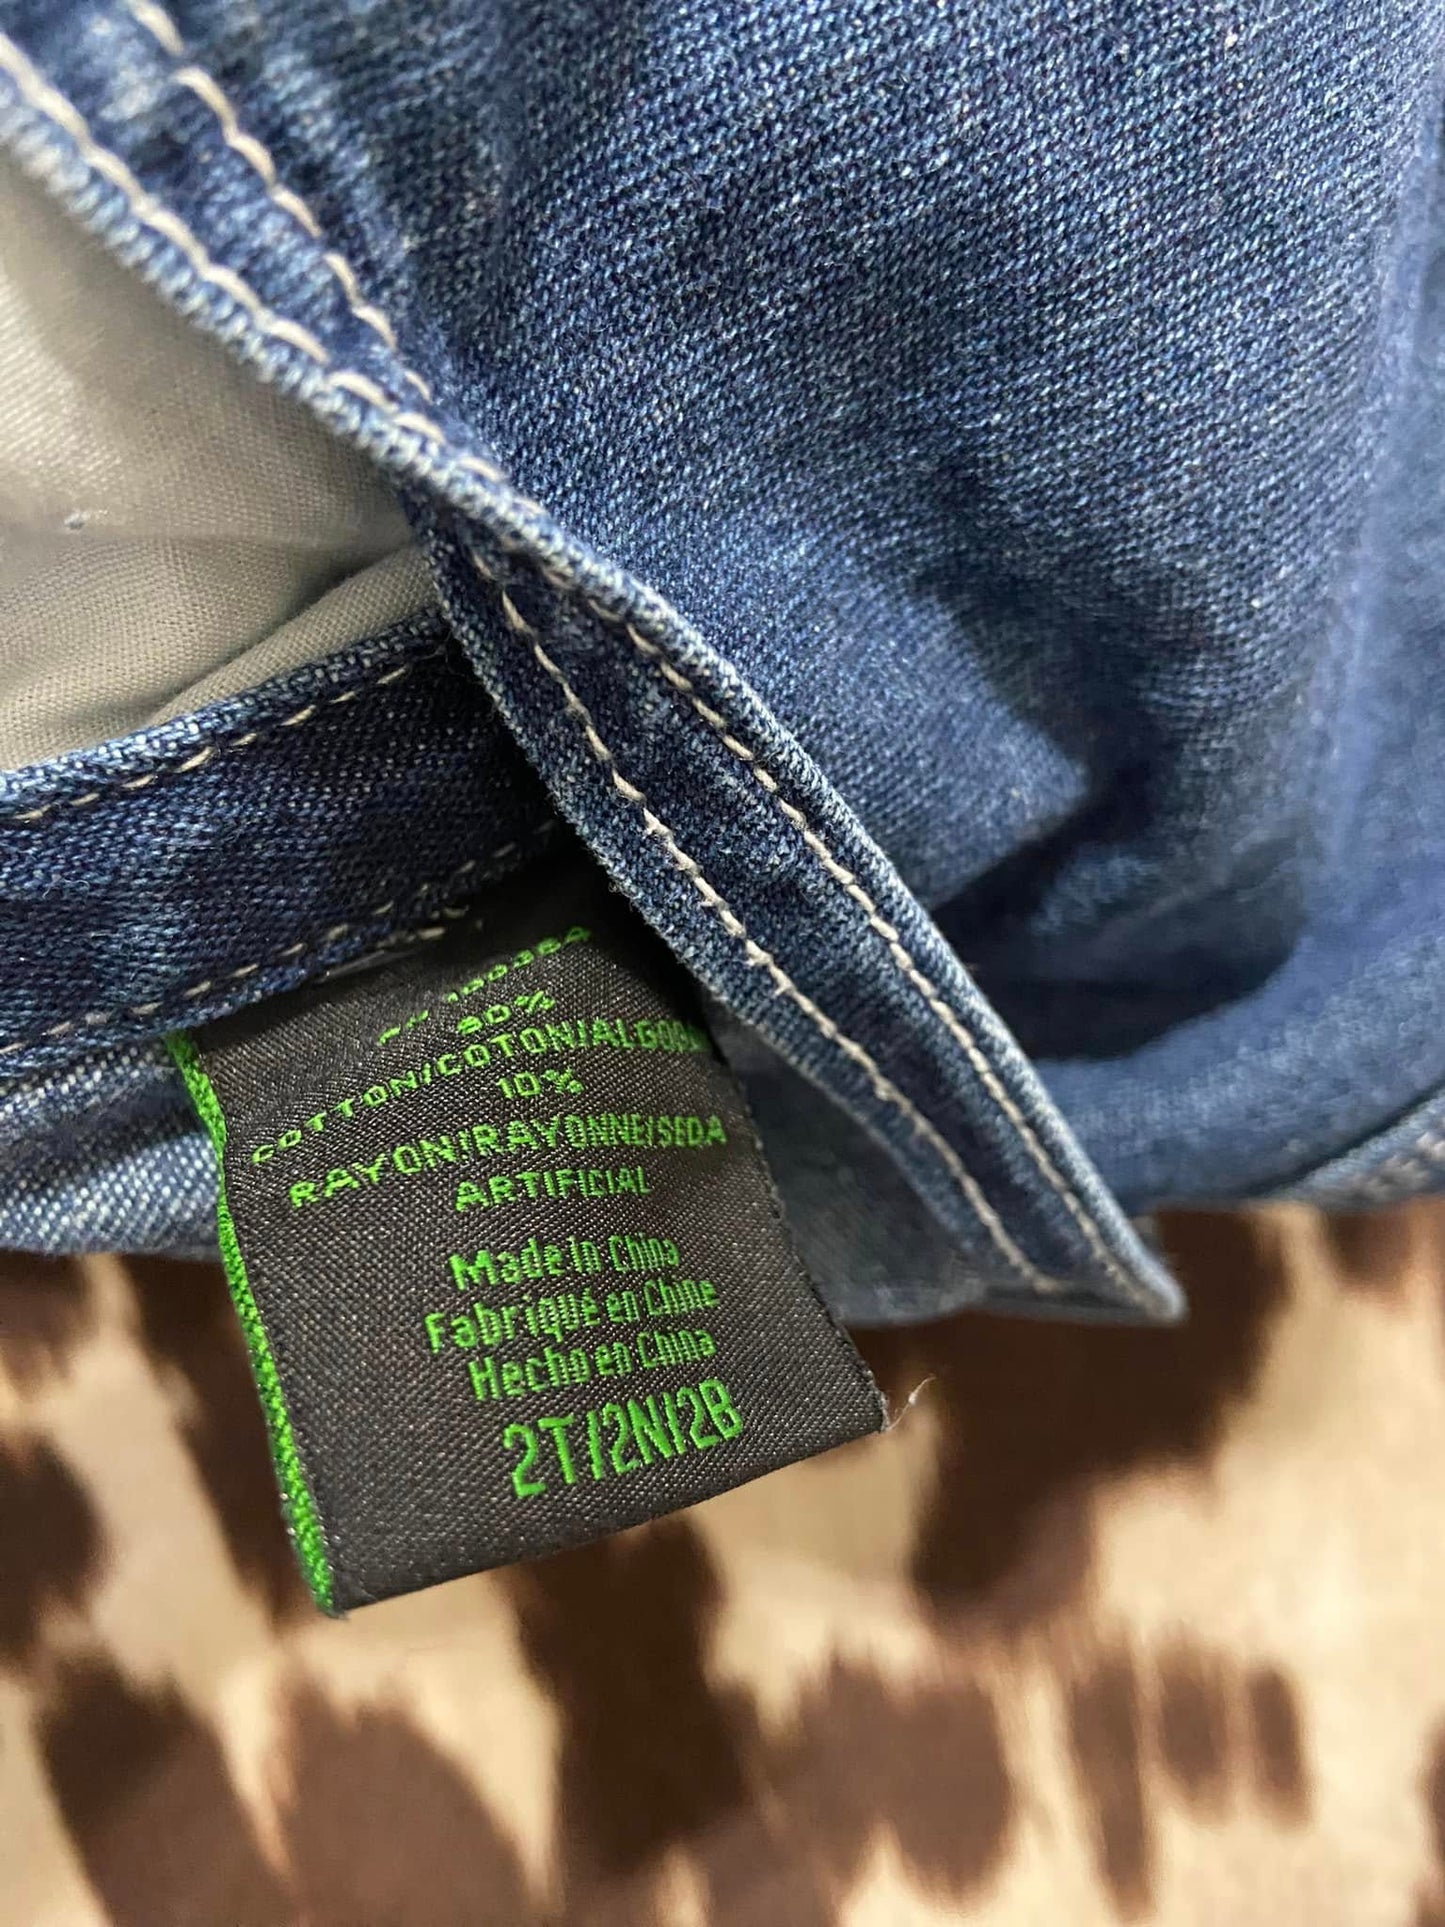 90%
COTTON/COTON/ALGODÓN
10%
RAYON/RAYONNE/SEDA
ARTIFICIAL
Made in China
Fabriqué en Chine
Hecho en China
2T/2N/2B